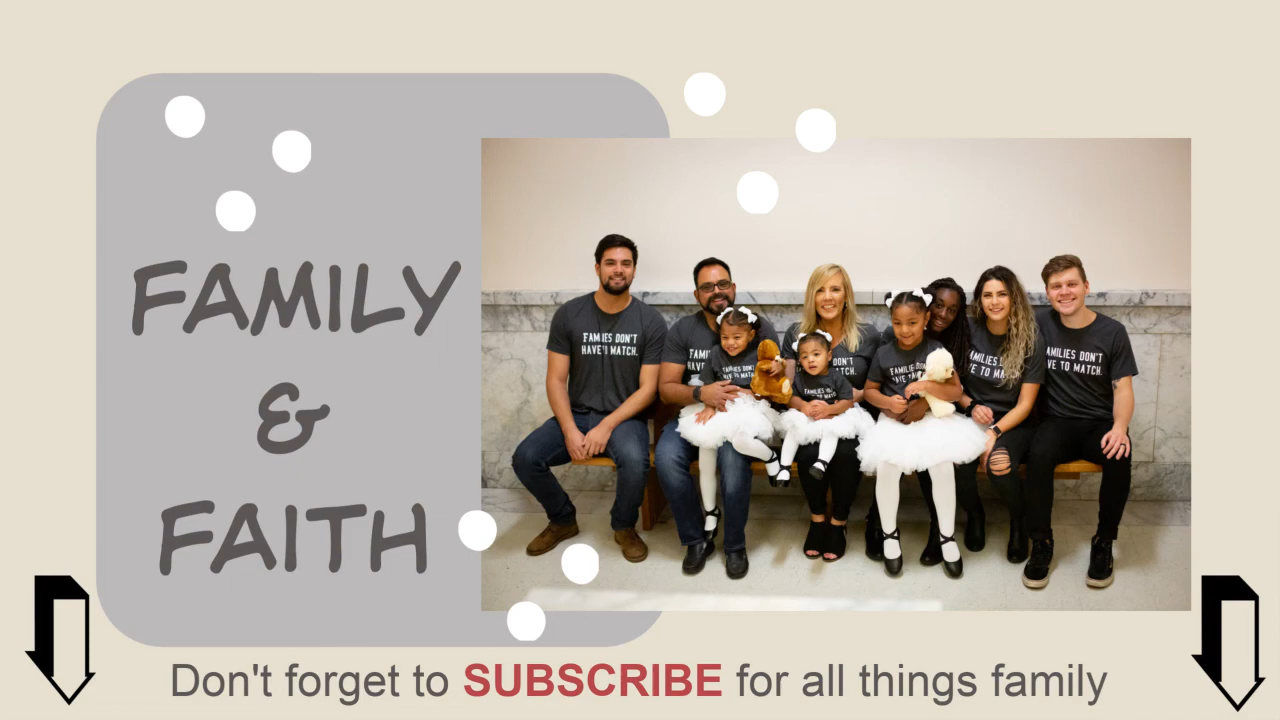 FAMILY
&
FAITH
FAMILIES DON'T
HAVE TO MATCH.
FAMILIES DON'T
HAVE TO MATCH.
Don't forget to SUBSCRIBE for all things family